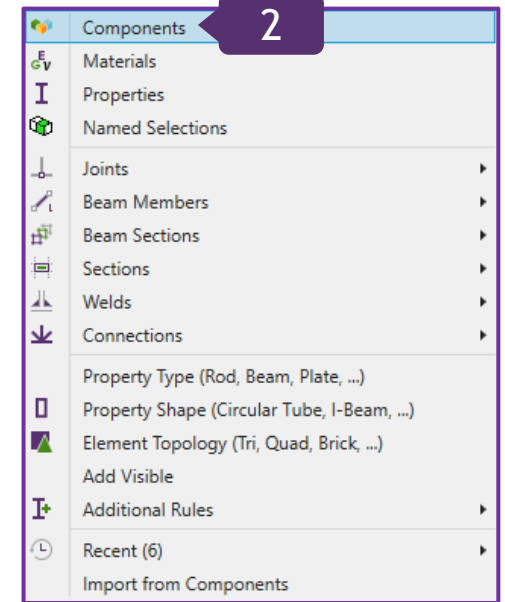 Components 2
Materials
Properties
Named Selections
Joints
Beam Members
Beam Sections
Sections
Welds
Connections
Property Type (Rod, Beam, Plate, ...)
Property Shape (Circular Tube, I-Beam, ...)
Element Topology (Tri, Quad, Brick, ...)
Add Visible
Additional Rules
Recent (6)
Import from Components